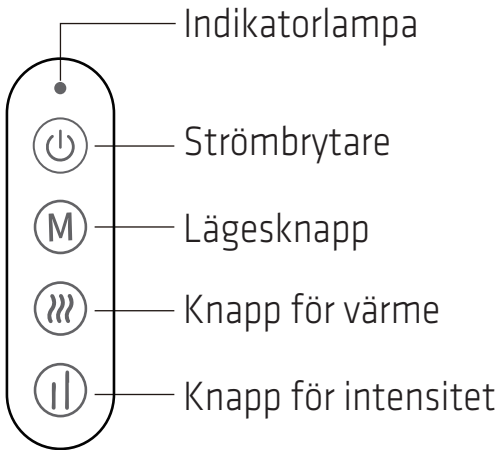 Indikatorlampa
Strömbrytare
M
Lägesknapp
Knapp för värme
Knapp för intensitet